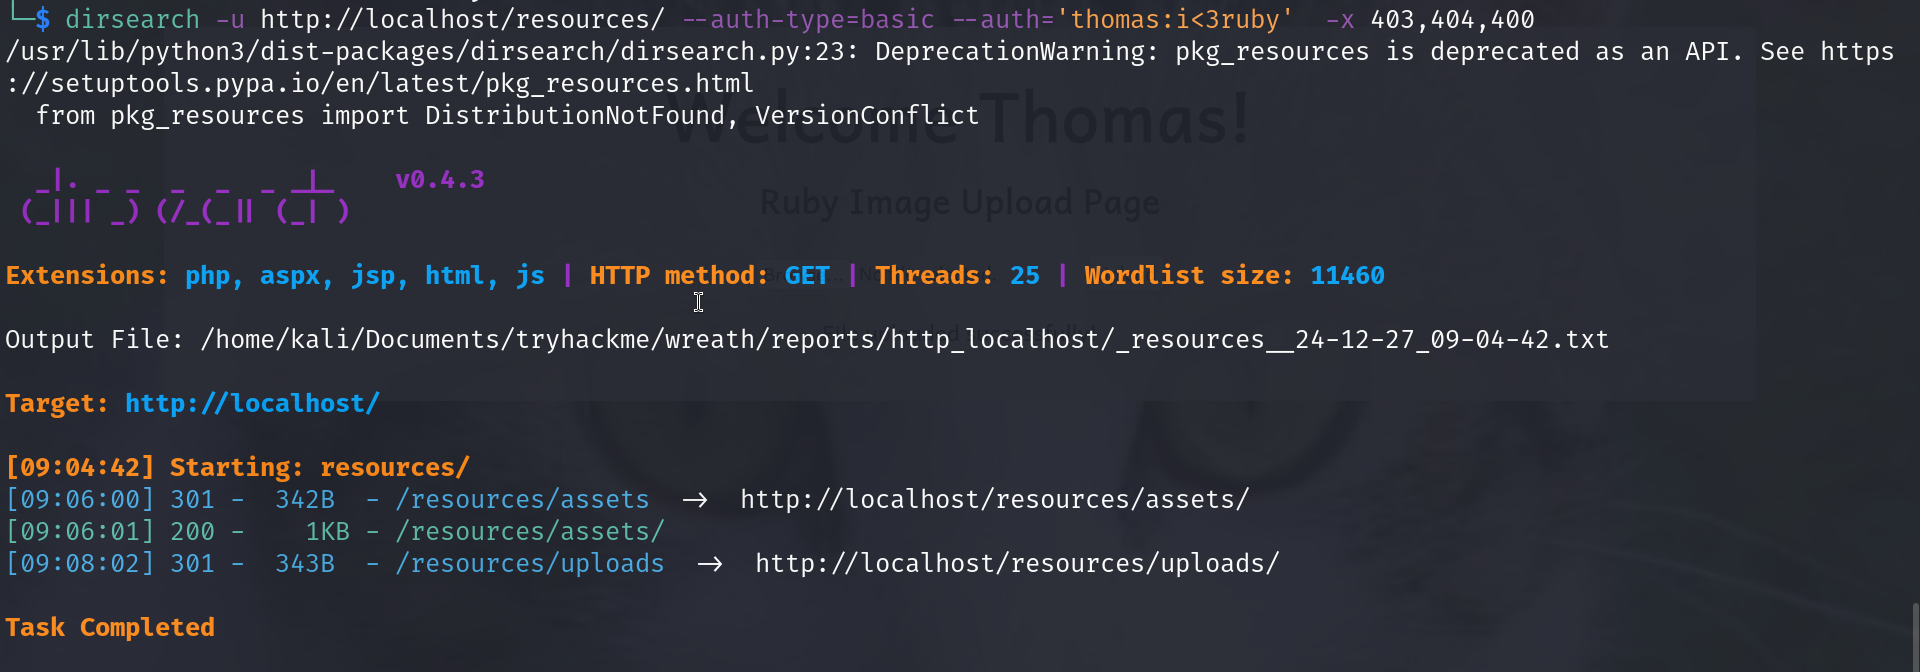 └─$ dirsearch -u http://localhost/resources/ --auth-type=basic --auth='thomas:i<3ruby'  -x 403,404,400
/usr/lib/python3/dist-packages/dirsearch/dirsearch.py:23: DeprecationWarning: pkg_resources is deprecated as an API. See https
://setuptools.pypa.io/en/latest/pkg_resources.html
  from pkg_resources import DistributionNotFound, VersionConflict
Welcome Thomas!
  _|. _ _  _  _  _ _|_    v0.4.3
 (_||| _) (/_(_|| (_| )
Ruby Image Upload Page
Extensions: php, aspx, jsp, html, js | HTTP method: GET | Threads: 25 | Wordlist size: 11460
Output File: /home/kali/Documents/tryhackme/wreath/reports/http_localhost/_resources__24-12-27_09-04-42.txt
Target: http://localhost/
[09:04:42] Starting: resources/
[09:06:00] 301 -  342B  - /resources/assets  ->  http://localhost/resources/assets/
[09:06:01] 200 -    1KB - /resources/assets/
[09:08:02] 301 -  343B  - /resources/uploads  ->  http://localhost/resources/uploads/
Task Completed